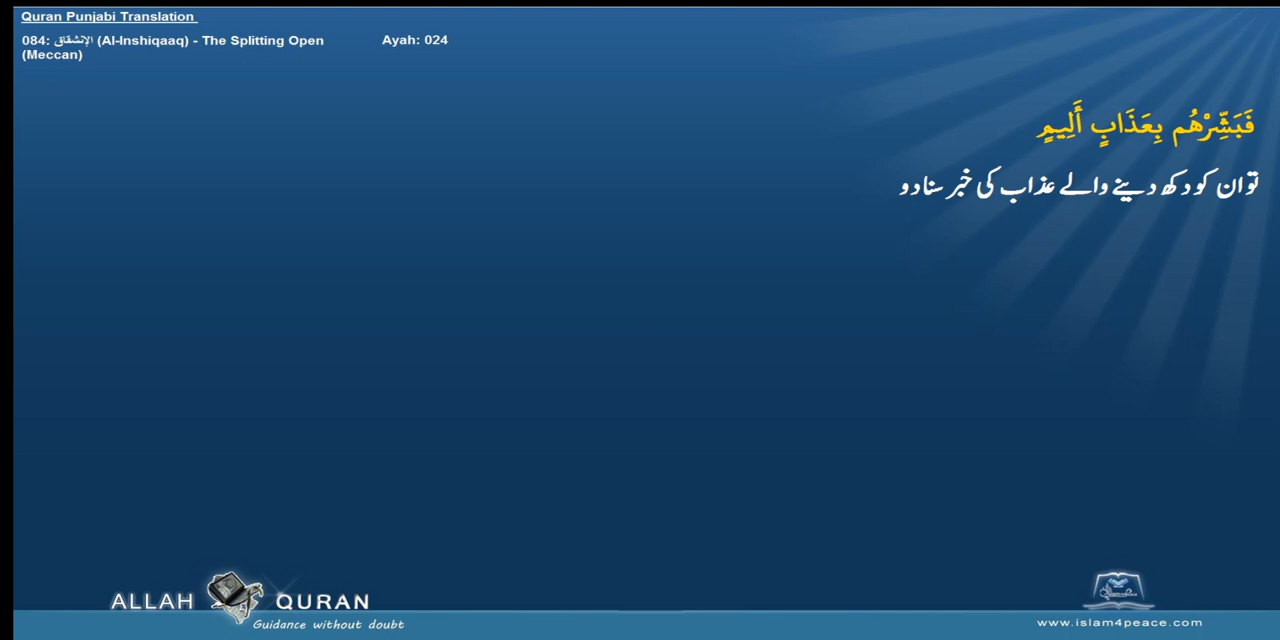 Quran Punjabi Translation
084: الإنشقاق (Al-Inshiqaaq) - The Splitting Open
(Meccan)
Ayah: 024
فَبَشِّرْهُم بِعَذَابٍ أَلِيمٍ
تو ان کو دکھ دینے والے عذاب کی خبر سنا دو
ALLAH QURAN
Guidance without doubt
www.islam4peace.com